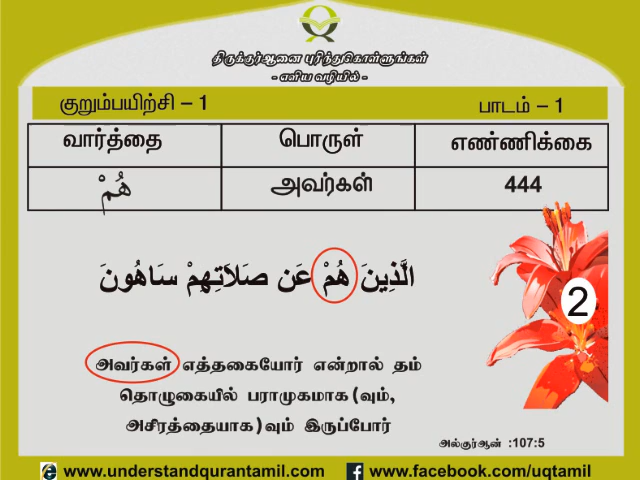 திருக்குர்ஆனை புரிந்துகொள்ளுங்கள்
- எளிய வழியில் -
குறும்பயிற்சி – 1 பாடம் – 1
வார்த்தை பொருள் எண்ணிக்கை
هُمْ அவர்கள் 444
الَّذِينَ هُمْ عَن صَلَاتِهِمْ سَاهُونَ
2
அவர்கள் எத்தகையோர் என்றால் தம்
தொழுகையில் பராமுகமாக (வும்,
அசிரத்தையாக)வும் இருப்போர்
அல்குர்ஆன் :107:5
www.understandqurantamil.com www.facebook.com/uqtamil